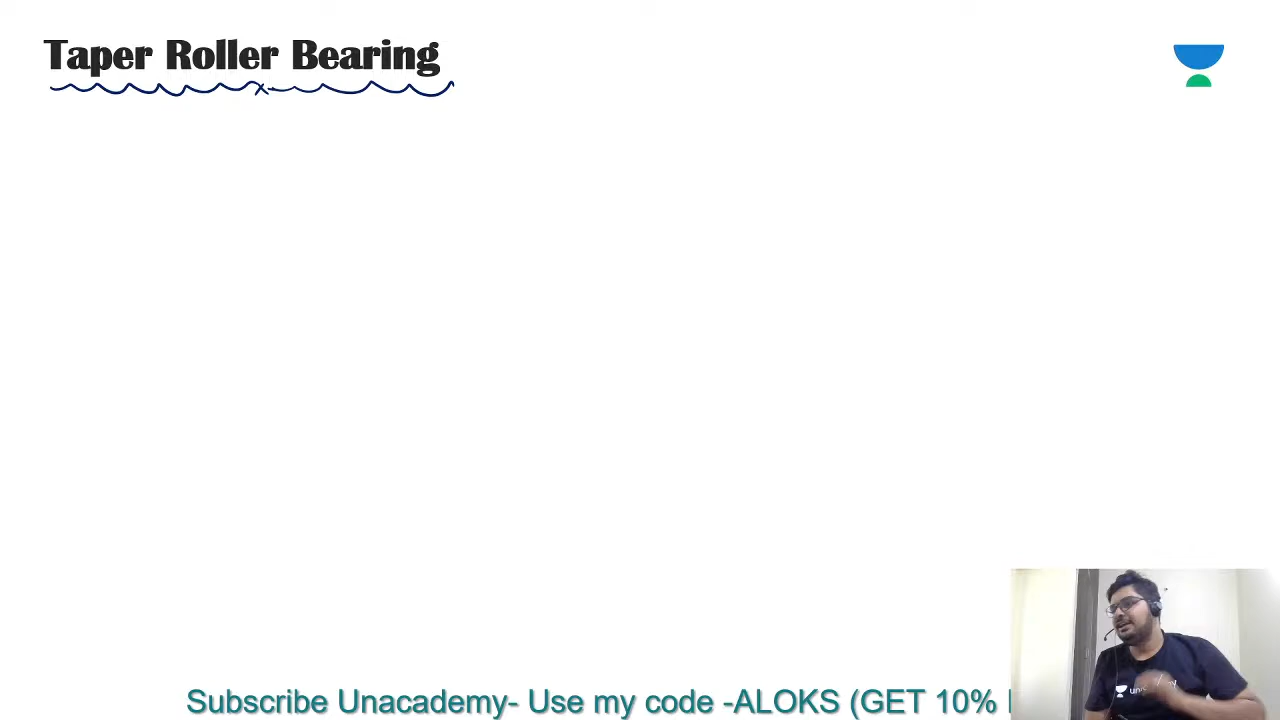 Taper Roller Bearing
Subscribe Unacademy- Use my code -ALOKS (GET 10%